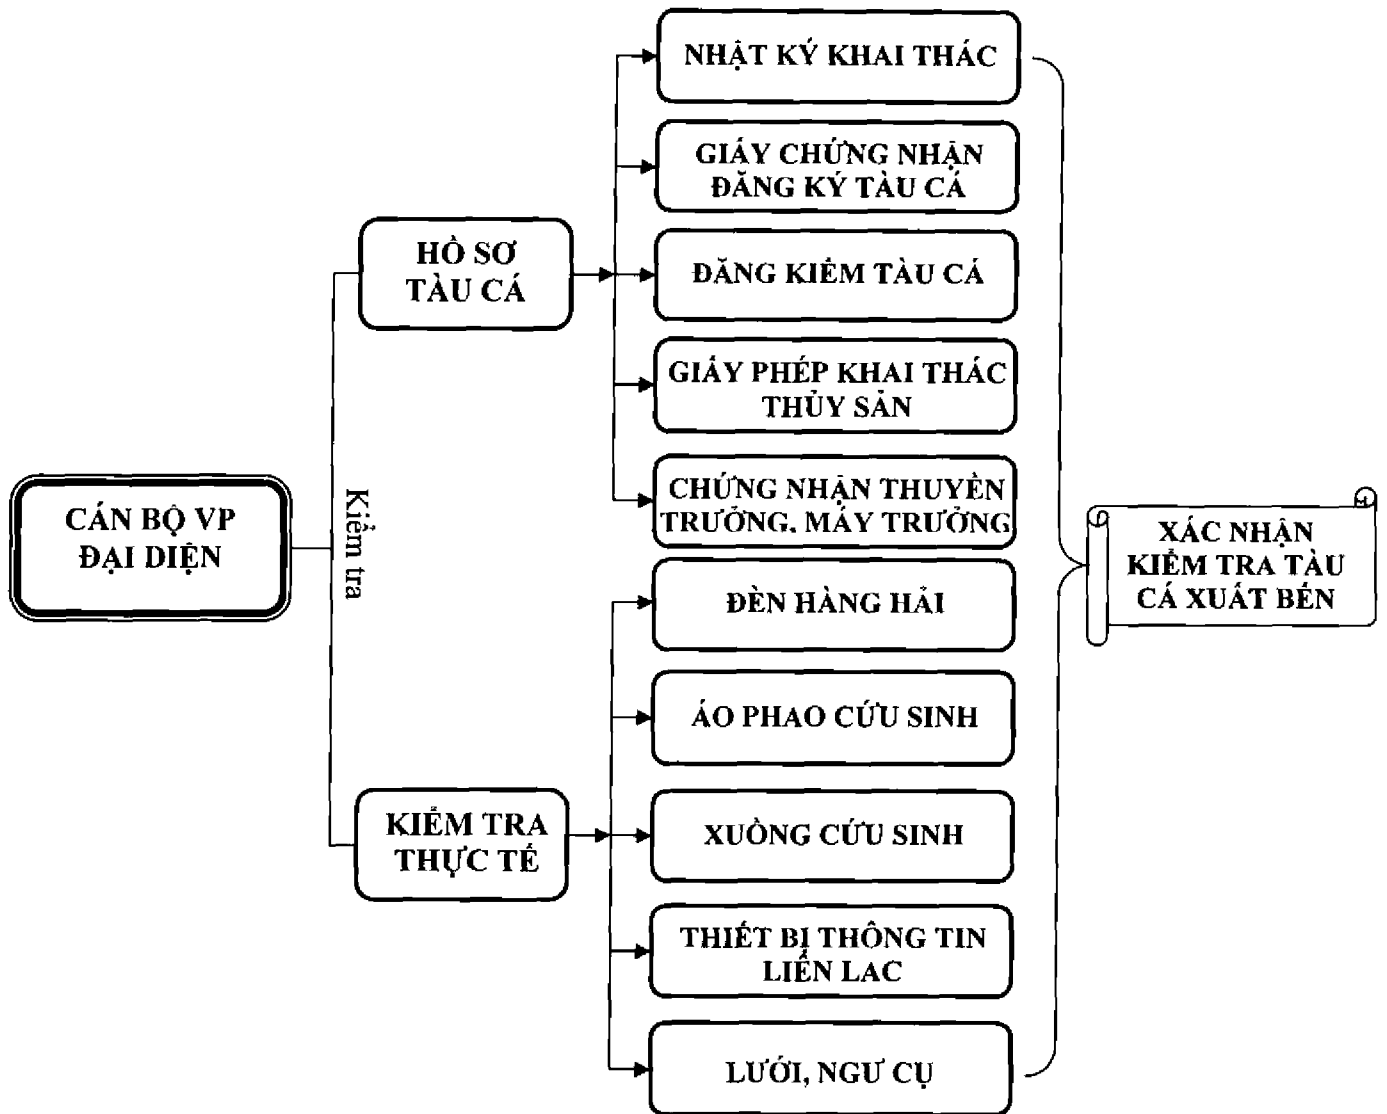 NHẬT KÝ KHAI THÁC
GIẤY CHỨNG NHẬN
ĐĂNG KÝ TÀU CÁ
HỒ SƠ
TÀU CÁ
ĐĂNG KIỂM TÀU CÁ
GIẤY PHÉP KHAI THÁC
THỦY SẢN
CÁN BỘ VP
ĐẠI DIỆN
Kiểm tra
CHỨNG NHẬN THUYỀN
TRƯỞNG, MÁY TRƯỞNG
XÁC NHẬN
KIỂM TRA TÀU
CÁ XUẤT BẾN
ĐÈN HÀNG HẢI
ÁO PHAO CỨU SINH
KIỂM TRA
THỰC TẾ
XUỒNG CỨU SINH
THIẾT BỊ THÔNG TIN
LIÊN LẠC
LƯỚI, NGƯ CỤ